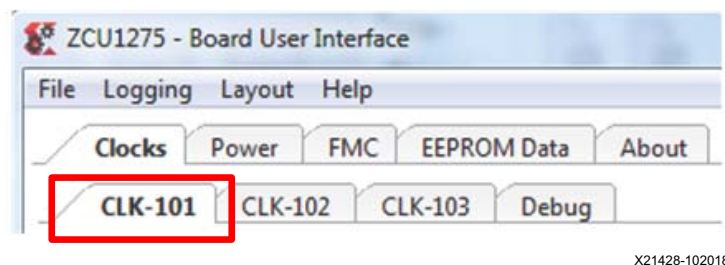 ZCU1275 - Board User Interface
File Logging Layout Help
Clocks Power FMC EEPROM Data About
CLK-101 CLK-102 CLK-103 Debug